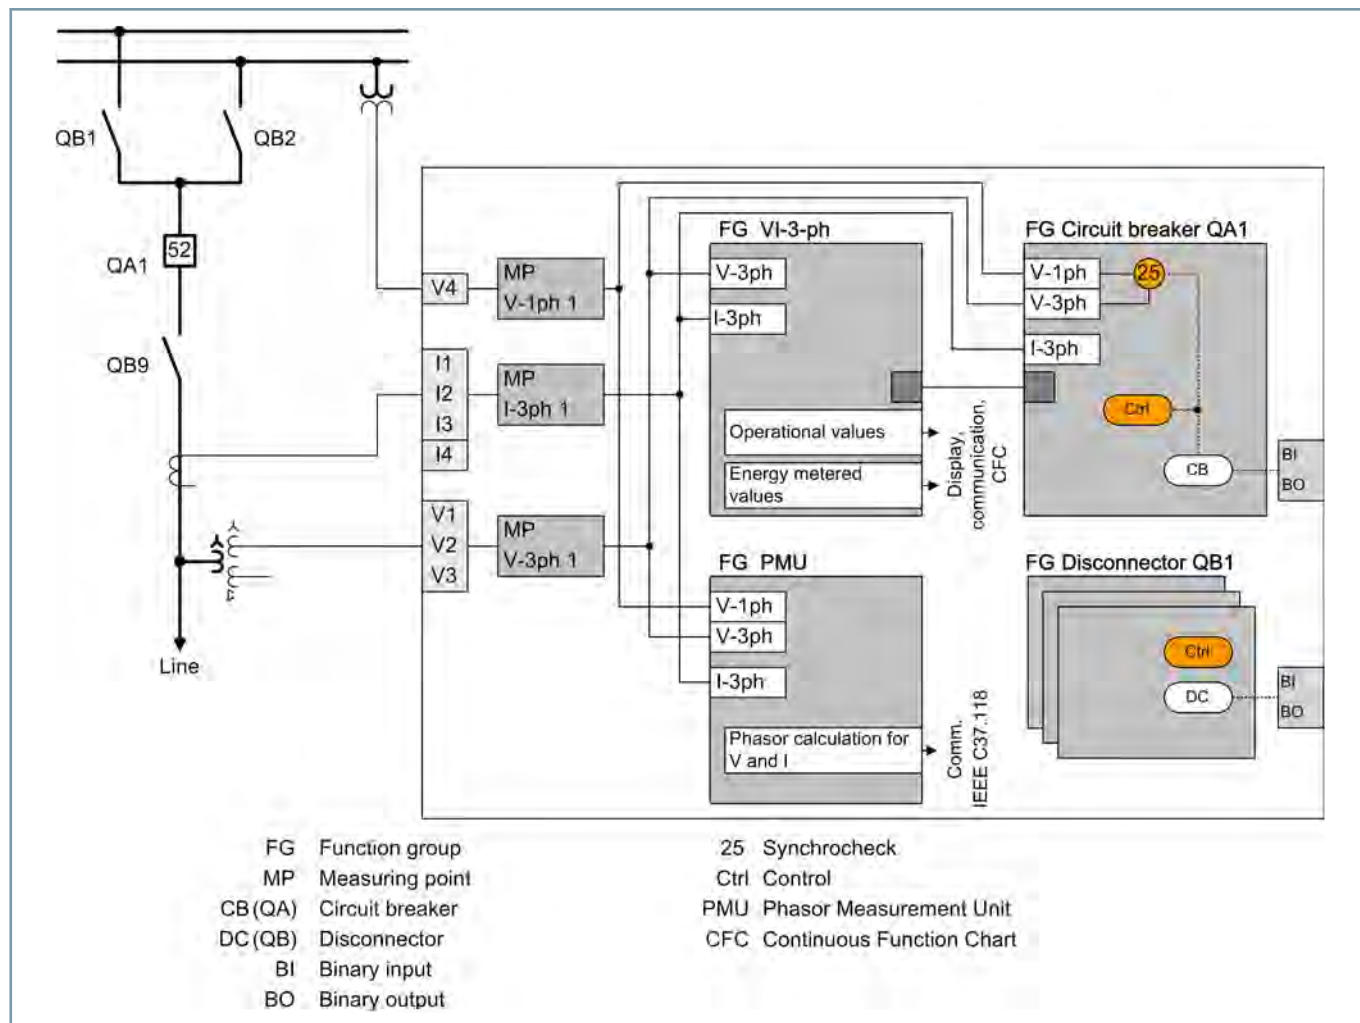 QB1
QB2
QA1
52
QB9
Line
V4
I1
I2
I3
I4
V1
V2
V3
MP
V-1ph 1
MP
I-3ph 1
MP
V-3ph 1
FG VI-3-ph
V-3ph
I-3ph
Operational values
Energy metered
values
Display,
communication,
CFC
FG Circuit breaker QA1
V-1ph
V-3ph
I-3ph
25
Ctrl
CB
BI
BO
FG PMU
V-1ph
V-3ph
I-3ph
Phasor calculation for
V and I
Comm.
IEEE C37.118
FG Disconnector QB1
Ctrl
DC
BI
BO
FG Function group
MP Measuring point
CB (QA) Circuit breaker
DC (QB) Disconnector
BI Binary input
BO Binary output
25 Synchrocheck
Ctrl Control
PMU Phasor Measurement Unit
CFC Continuous Function Chart